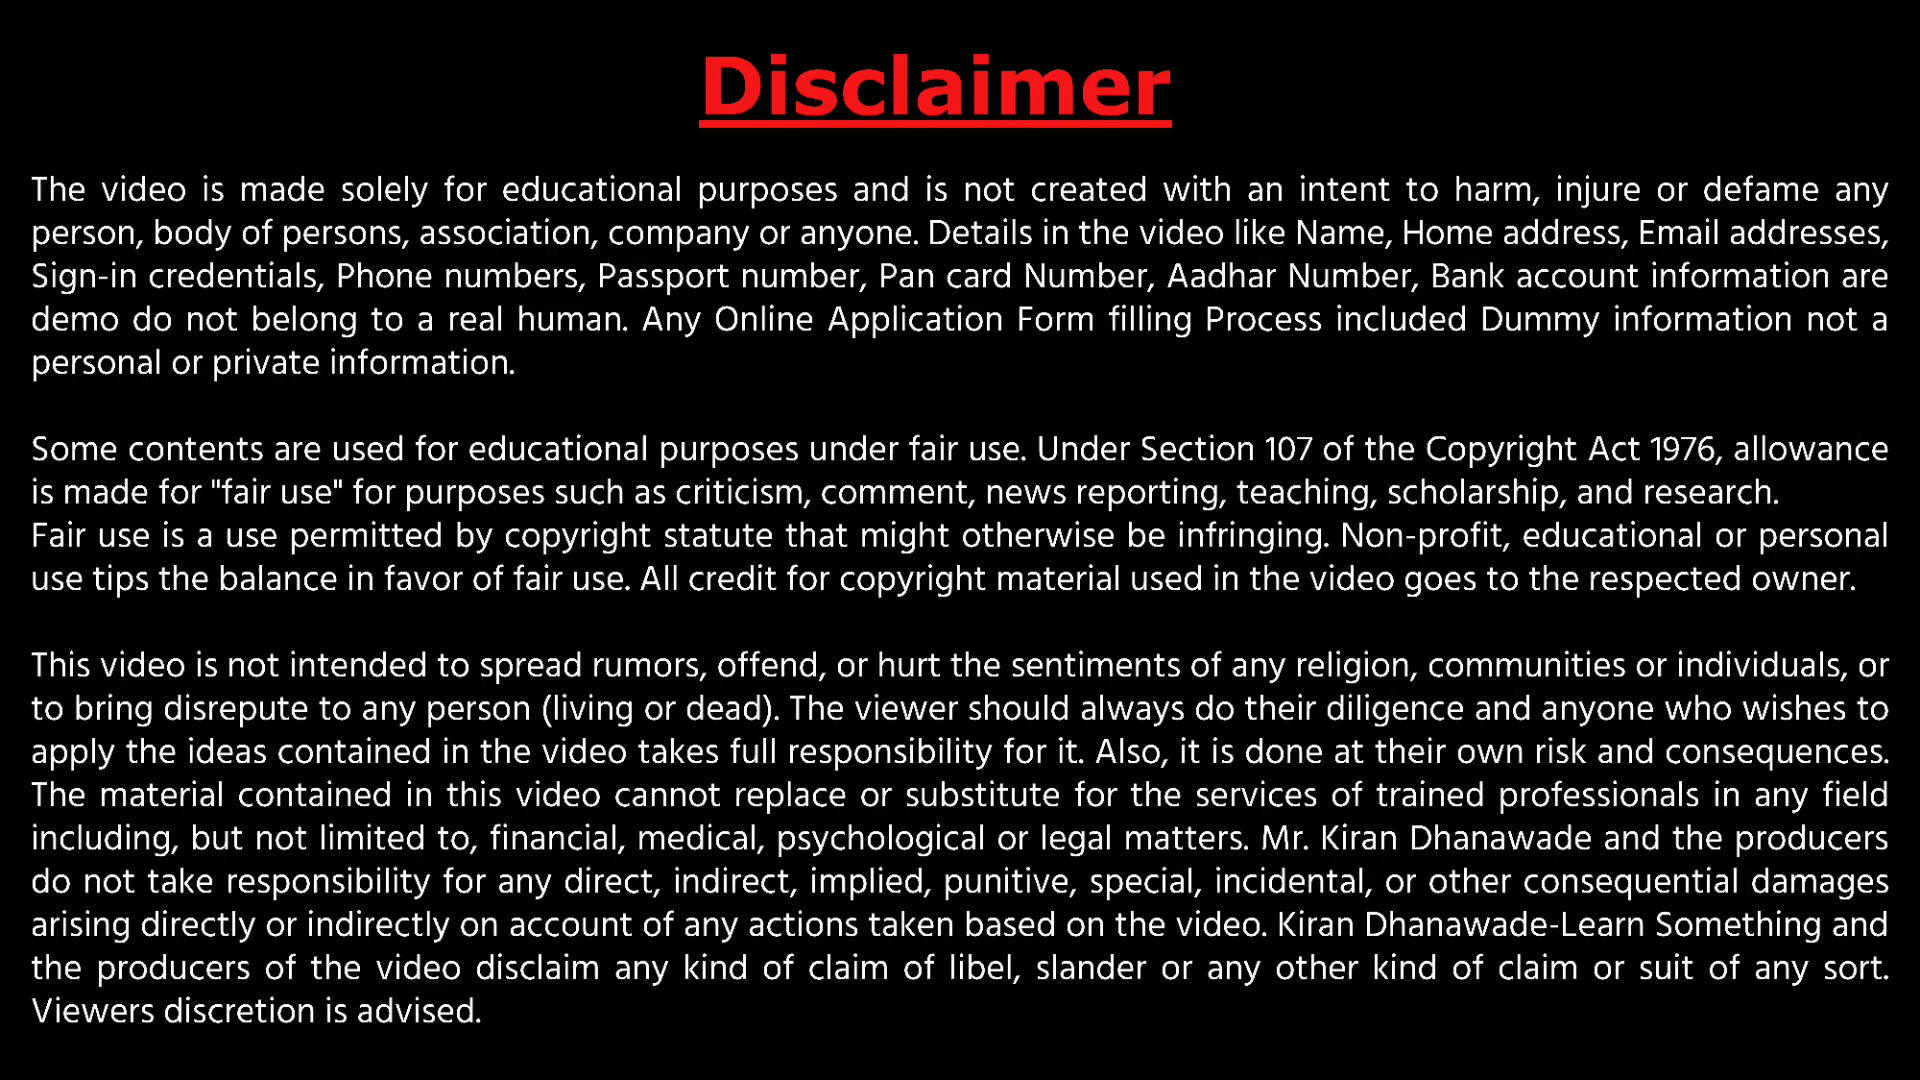 Disclaimer
The video is made solely for educational purposes and is not created with an intent to harm, injure or defame any
person, body of persons, association, company or anyone. Details in the video like Name, Home address, Email addresses,
Sign-in credentials, Phone numbers, Passport number, Pan card Number, Aadhar Number, Bank account information are
demo do not belong to a real human. Any Online Application Form filling Process included Dummy information not a
personal or private information.
Some contents are used for educational purposes under fair use. Under Section 107 of the Copyright Act 1976, allowance
is made for "fair use" for purposes such as criticism, comment, news reporting, teaching, scholarship, and research.
Fair use is a use permitted by copyright statute that might otherwise be infringing. Non-profit, educational or personal
use tips the balance in favor of fair use. All credit for copyright material used in the video goes to the respected owner.
This video is not intended to spread rumors, offend, or hurt the sentiments of any religion, communities or individuals, or
to bring disrepute to any person (living or dead). The viewer should always do their diligence and anyone who wishes to
apply the ideas contained in the video takes full responsibility for it. Also, it is done at their own risk and consequences.
The material contained in this video cannot replace or substitute for the services of trained professionals in any field
including, but not limited to, financial, medical, psychological or legal matters. Mr. Kiran Dhanawade and the producers
do not take responsibility for any direct, indirect, implied, punitive, special, incidental, or other consequential damages
arising directly or indirectly on account of any actions taken based on the video. Kiran Dhanawade-Learn Something and
the producers of the video disclaim any kind of claim of libel, slander or any other kind of claim or suit of any sort.
Viewers discretion is advised.